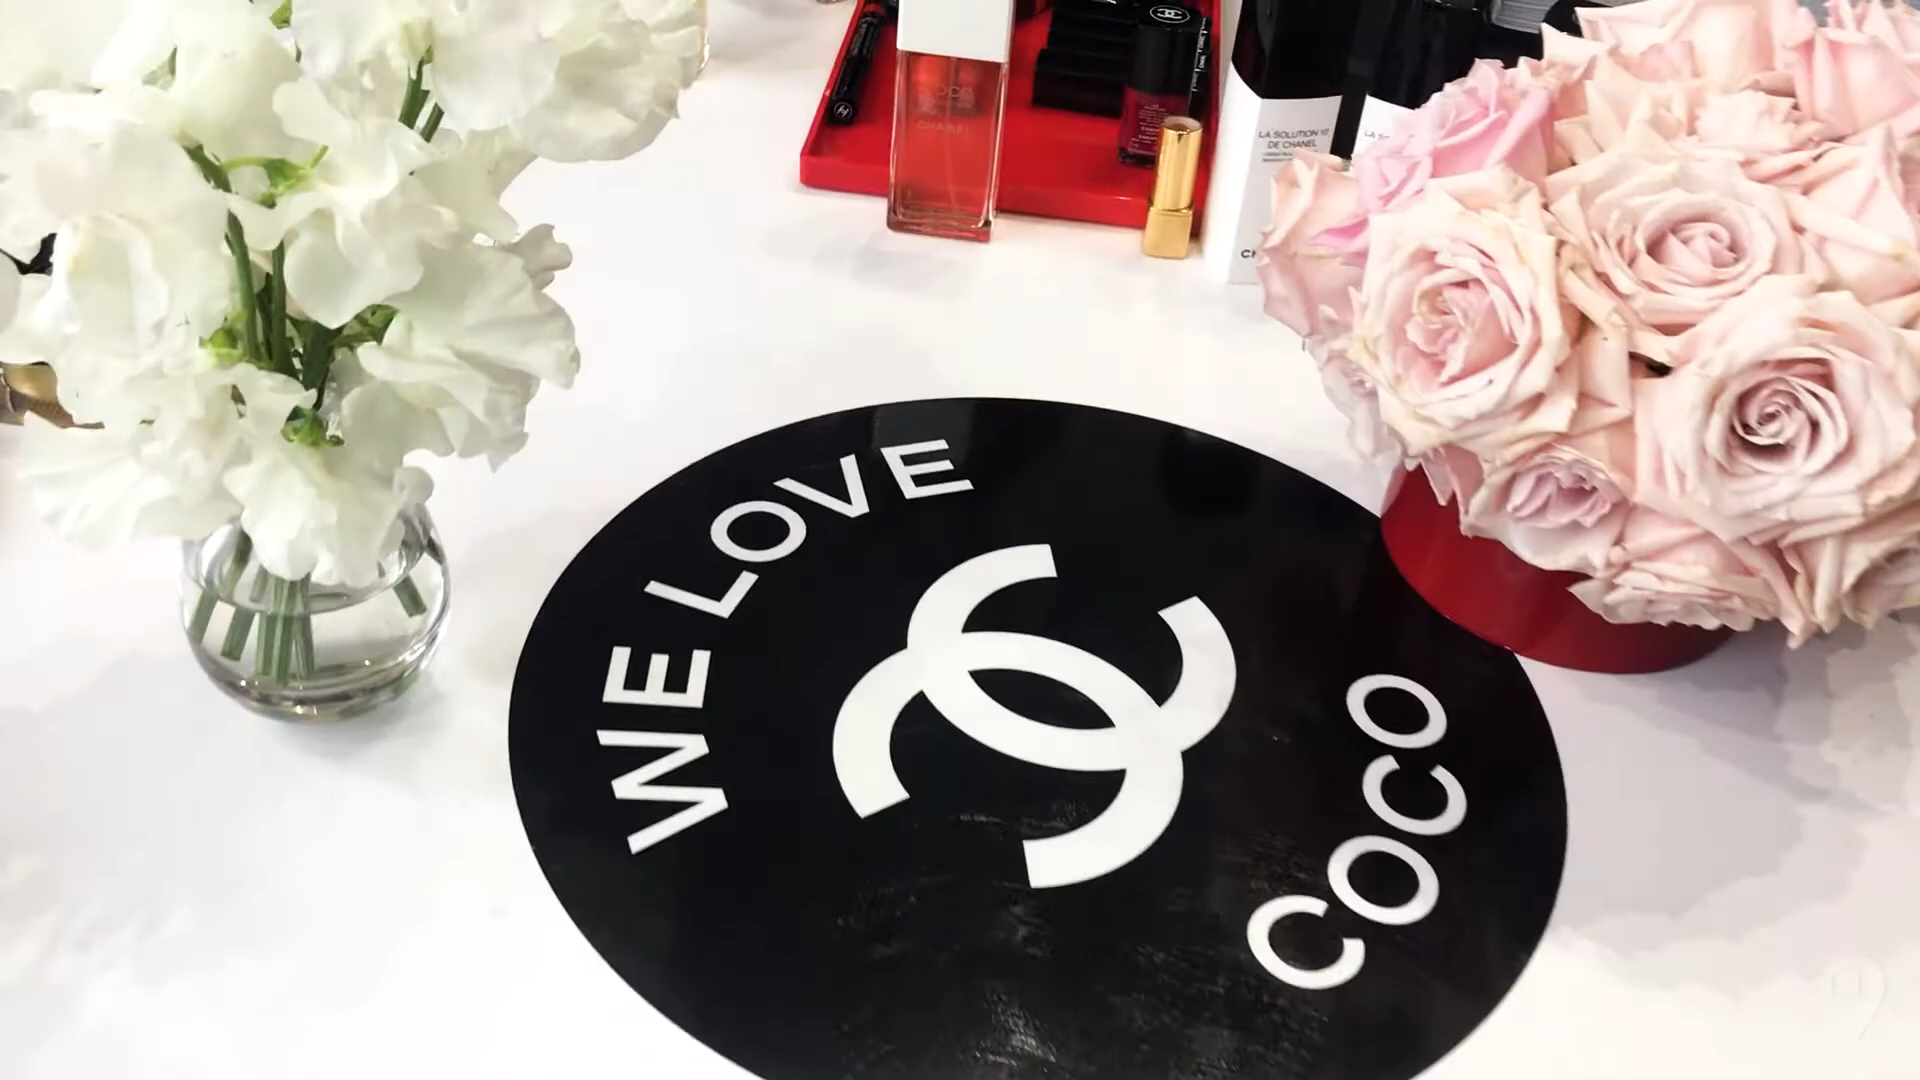 WE LOVE
COCO
CHANEL
LA SOLUTION 10
DE CHANEL